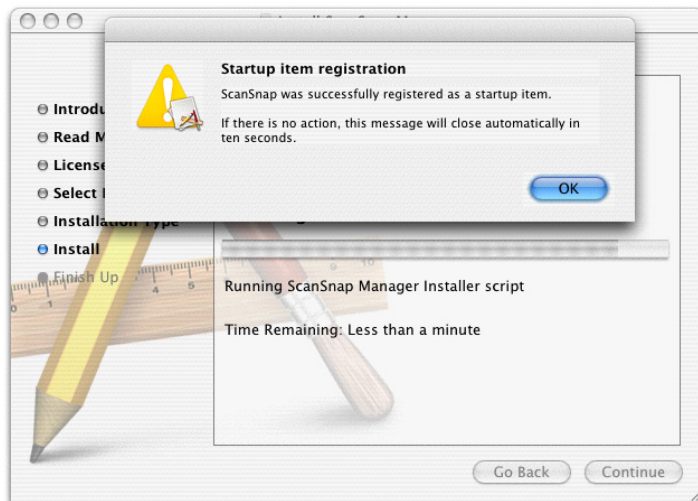 Startup item registration
ScanSnap was successfully registered as a startup item.
If there is no action, this message will close automatically in
ten seconds.
OK
Introdu
Read M
License
Select
Installation Type
Install
Finish Up
Running ScanSnap Manager Installer script
Time Remaining: Less than a minute
Go Back
Continue